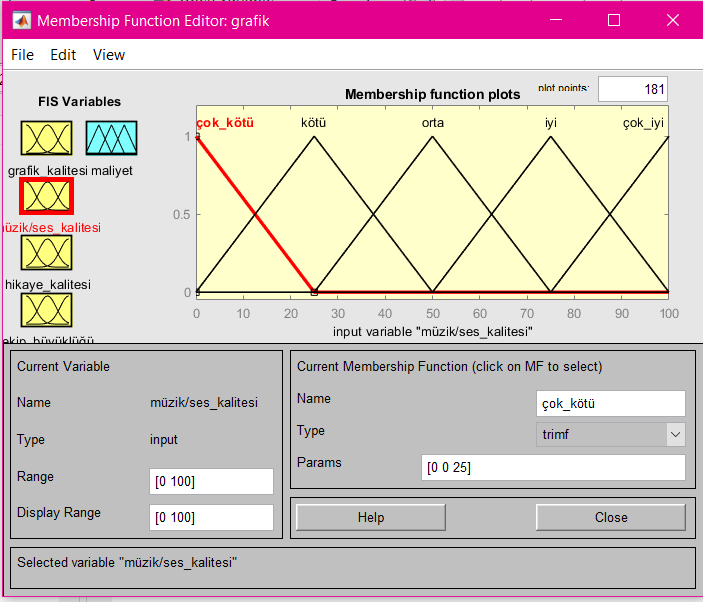 Membership Function Editor: grafik
File Edit View
FIS Variables
grafik_kalitesi maliyet
müzik/ses_kalitesi
hikaye_kalitesi
ekip_büyüklüğü
Membership function plots
plot points: 181
çok_kötü kötü orta iyi çok_iyi
1
0.5
0
0 10 20 30 40 50 60 70 80 90 100
input variable "müzik/ses_kalitesi"
Current Variable
Name müzik/ses_kalitesi
Type input
Range [0 100]
Display Range [0 100]
Current Membership Function (click on MF to select)
Name çok_kötü
Type trimf
Params [0 0 25]
Help Close
Selected variable "müzik/ses_kalitesi"